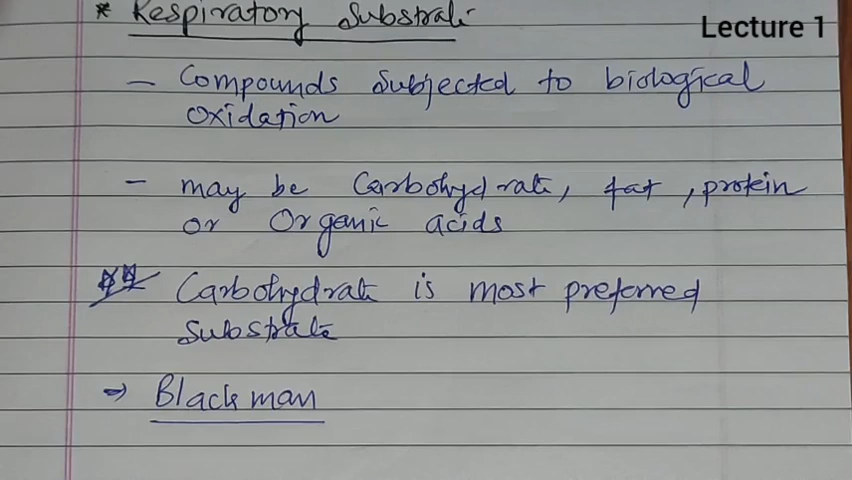 * Respiratory Substrate
Lecture 1
- Compounds subjected to biological
oxidation
- may be Carbohydrate, fat, protein
or Organic acids
Carbohydrate is most preferred
substrate
⇒ Blackman